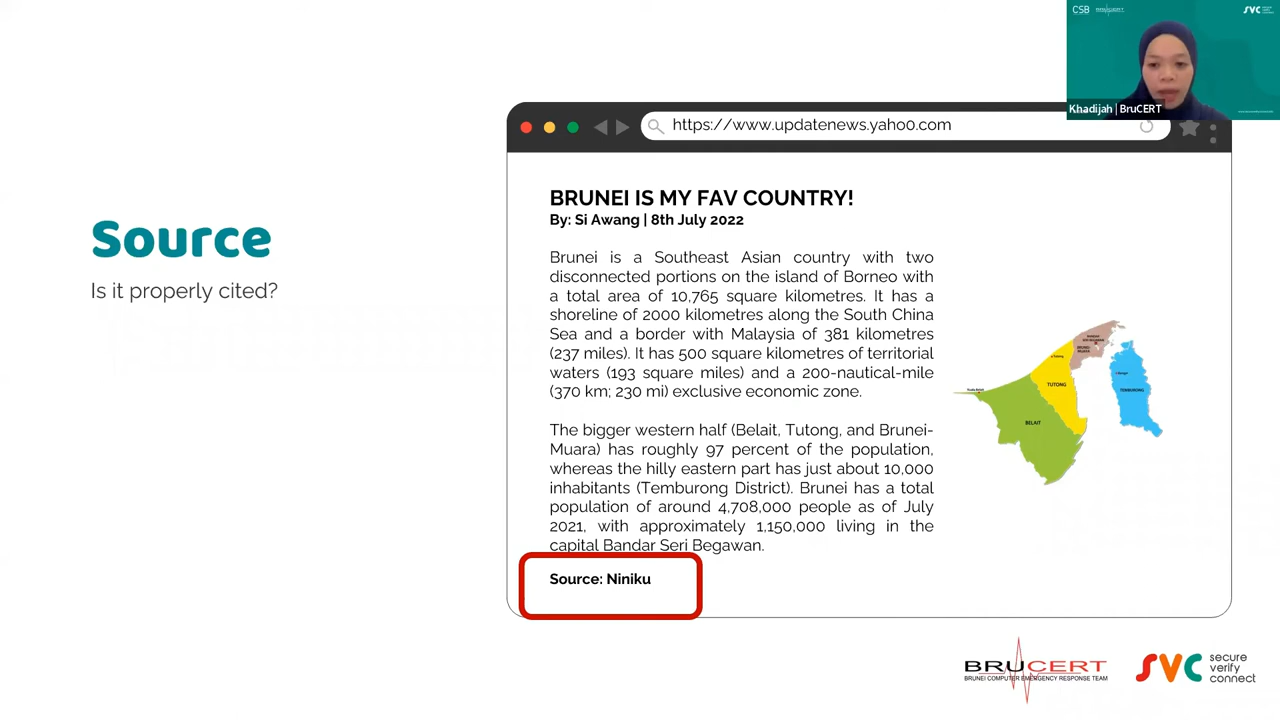 CSB
BRUCERT
SVC
Khadijah | BruCERT
https://www.updatenews.yaho0.com
Source
Is it properly cited?
BRUNEI IS MY FAV COUNTRY!
By: Si Awang | 8th July 2022
Brunei is a Southeast Asian country with two
disconnected portions on the island of Borneo with
a total area of 10,765 square kilometres. It has a
shoreline of 2000 kilometres along the South China
Sea and a border with Malaysia of 381 kilometres
(237 miles). It has 500 square kilometres of territorial
waters (193 square miles) and a 200-nautical-mile
(370 km; 230 mi) exclusive economic zone.
The bigger western half (Belait, Tutong, and Brunei-
Muara) has roughly 97 percent of the population,
whereas the hilly eastern part has just about 10,000
inhabitants (Temburong District). Brunei has a total
population of around 4,708,000 people as of July
2021, with approximately 1,150,000 living in the
capital Bandar Seri Begawan.
Source: Niniku
TUTONG
BELAIT
TEMBURONG
BRUCERT
BRUNEI COMPUTER EMERGENCY RESPONSE TEAM
SVC
secure
verify
connect